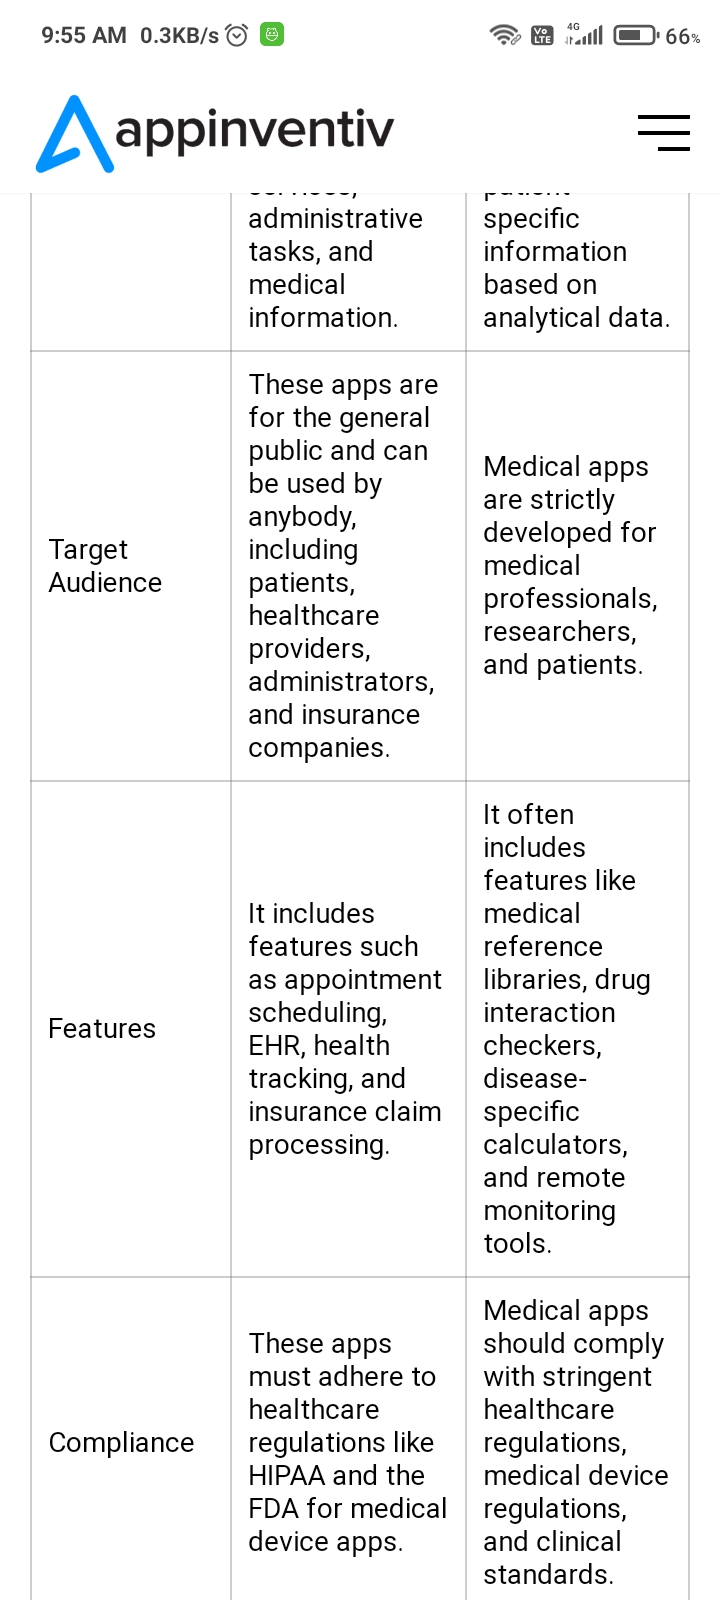 9:55 AM 0.3KB/s
Vo LTE 4G 66%
appinventiv
administrative
tasks, and
medical
information.
specific
information
based on
analytical data.
Target
Audience
These apps are
for the general
public and can
be used by
anybody,
including
patients,
healthcare
providers,
administrators,
and insurance
companies.
Medical apps
are strictly
developed for
medical
professionals,
researchers,
and patients.
Features
It includes
features such
as appointment
scheduling,
EHR, health
tracking, and
insurance claim
processing.
It often
includes
features like
medical
reference
libraries, drug
interaction
checkers,
disease-
specific
calculators,
and remote
monitoring
tools.
Compliance
These apps
must adhere to
healthcare
regulations like
HIPAA and the
FDA for medical
device apps.
Medical apps
should comply
with stringent
healthcare
regulations,
medical device
regulations,
and clinical
standards.